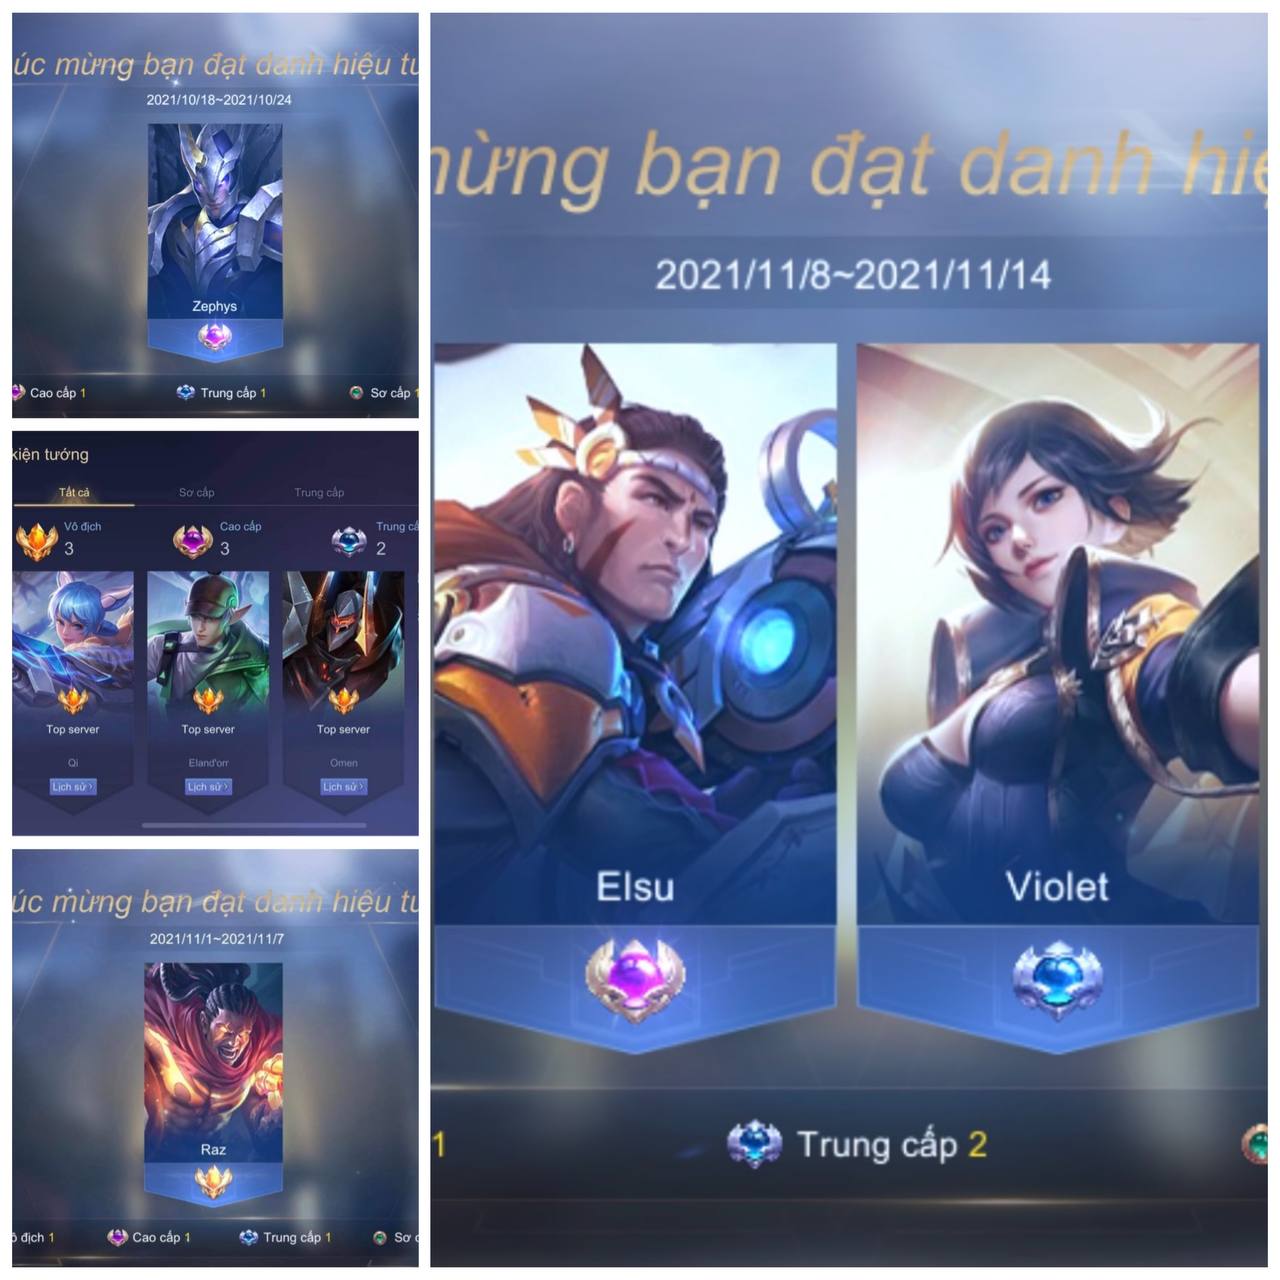 úc mừng bạn đạt danh hiệu tư
2021/10/18~2021/10/24
Zephys
Cao cấp 1
Trung cấp 1
Sơ cấp 1
kiện tướng
Tất cả
Sơ cấp
Trung cấp
Vô địch
3
Cao cấp
3
Trung cấ
2
Top server
Top server
Top server
Qi
Eland'orr
Omen
Lịch sử
Lịch sử
Lịch sử
úc mừng bạn đạt danh hiệu tư
2021/11/1~2021/11/7
Raz
ô địch 1
Cao cấp 1
Trung cấp 1
Sơ c
mừng bạn đạt danh hiệ
2021/11/8~2021/11/14
Elsu
Violet
1
Trung cấp 2